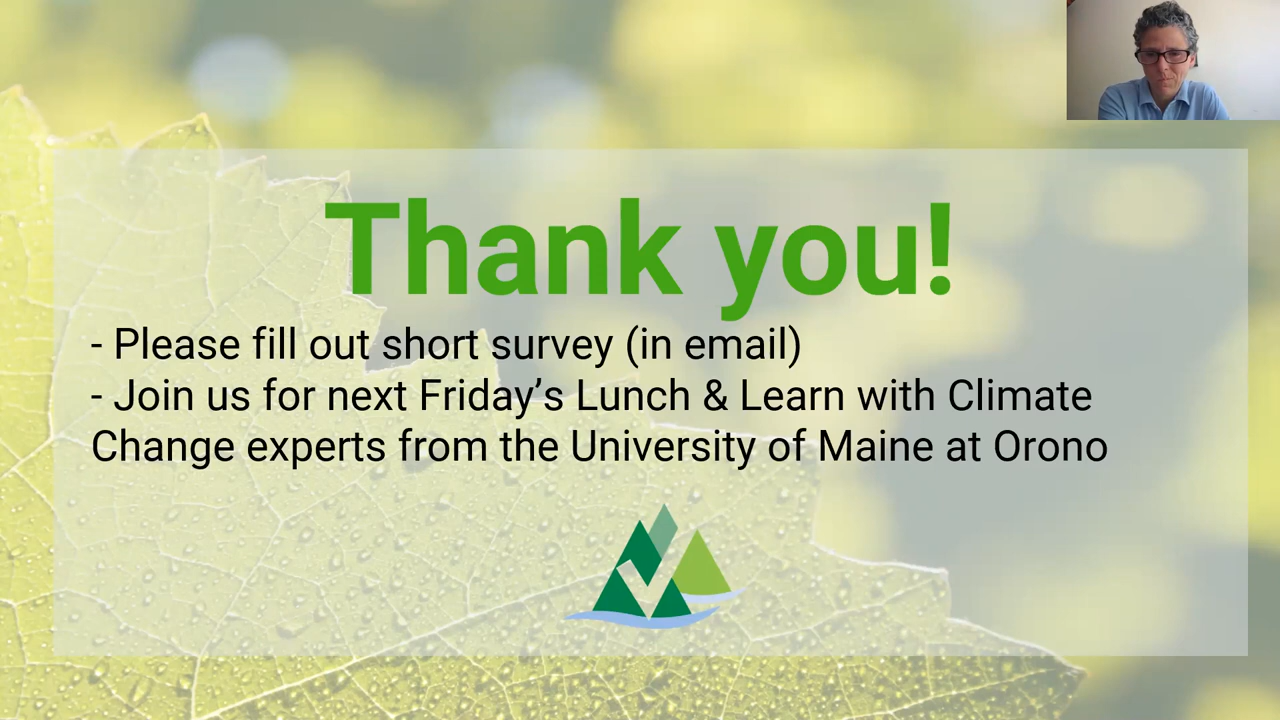 Thank you!
- Please fill out short survey (in email)
- Join us for next Friday’s Lunch & Learn with Climate
Change experts from the University of Maine at Orono